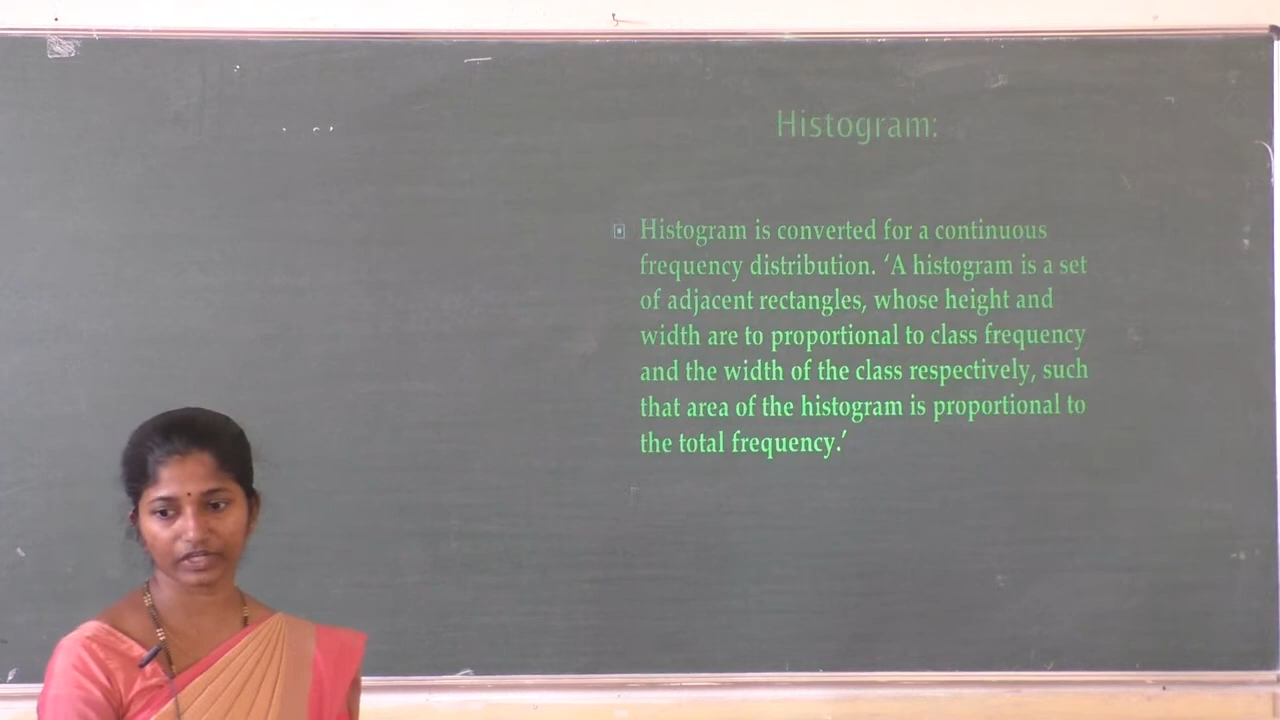 Histogram:
Histogram is converted for a continuous
frequency distribution. ‘A histogram is a set
of adjacent rectangles, whose height and
width are to proportional to class frequency
and the width of the class respectively, such
that area of the histogram is proportional to
the total frequency.’